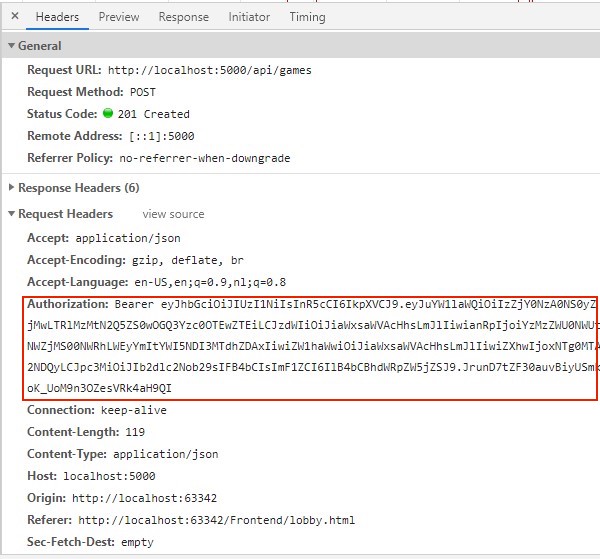 × Headers Preview Response Initiator Timing
▼ General
Request URL: http://localhost:5000/api/games
Request Method: POST
Status Code: 201 Created
Remote Address: [::1]:5000
Referrer Policy: no-referrer-when-downgrade
▶ Response Headers (6)
▼ Request Headers view source
Accept: application/json
Accept-Encoding: gzip, deflate, br
Accept-Language: en-US,en;q=0.9,nl;q=0.8
Authorization: Bearer eyJhbGciOiJIUzI1NiIsInR5cCI6IkpXVCJ9.eyJuYW1laWQiOiIzZjY0NzA0NS0yZ
jMwLTRlMzMtN2Q5ZS0wOGQ3Yzc0OTEwZTEiLCJzdWIiOiJiaWxsaWVAcHhsLmJlIiwianRpIjoiYzMzZWU0NWUt
NWZjMS00NWRhLWEyYmItYWI5NDI3MTdhZDAxIiwiZW1haWwiOiJiaWxsaWVAcHhsLmJlIiwiZXhwIjoxNTg0MTA
2NDQyLCJpc3MiOiJIb2dlc2Nob29sIFB4bCIsImF1ZCI6IlB4bCBhdWRpZW5jZSJ9.JrunD7tZF30auvBiyUSmk
oK_UoM9n3OZesVRk4aH9QI
Connection: keep-alive
Content-Length: 119
Content-Type: application/json
Host: localhost:5000
Origin: http://localhost:63342
Referer: http://localhost:63342/Frontend/lobby.html
Sec-Fetch-Dest: empty